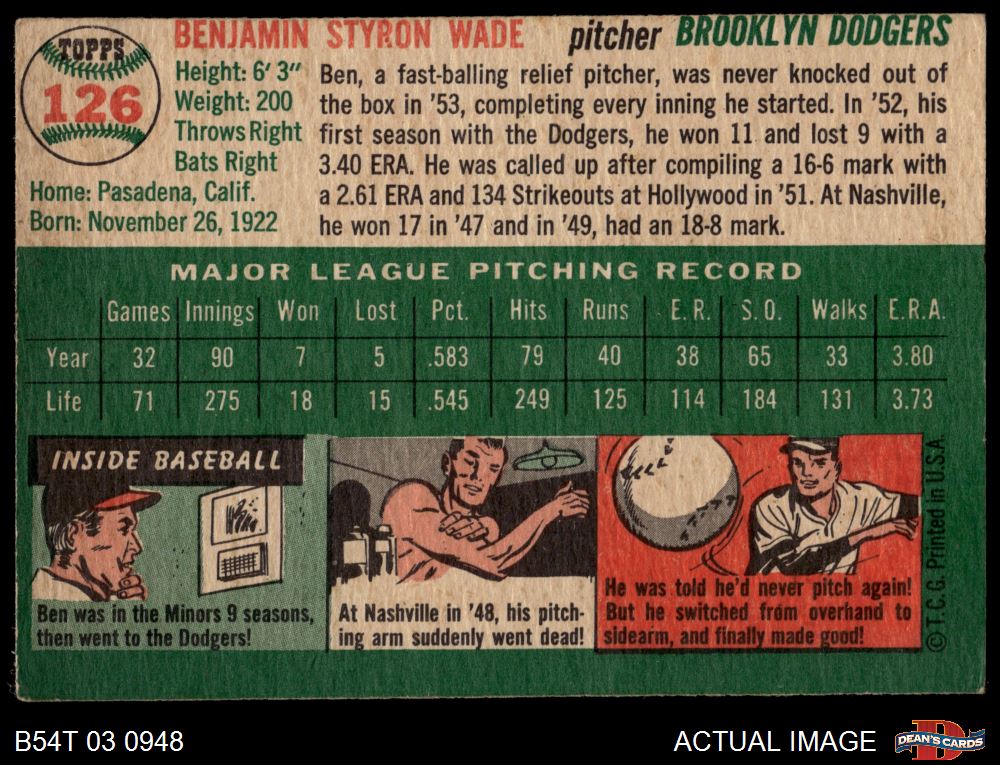 TOPPS
126
BENJAMIN STYRON WADE pitcher BROOKLYN DODGERS
Height: 6' 3"
Weight: 200
Throws Right
Bats Right
Home: Pasadena, Calif.
Born: November 26, 1922
Ben, a fast-balling relief pitcher, was never knocked out of
the box in '53, completing every inning he started. In '52, his
first season with the Dodgers, he won 11 and lost 9 with a
3.40 ERA. He was called up after compiling a 16-6 mark with
a 2.61 ERA and 134 Strikeouts at Hollywood in '51. At Nashville,
he won 17 in '47 and in '49, had an 18-8 mark.
MAJOR LEAGUE PITCHING RECORD
Games Innings Won Lost Pct. Hits Runs E.R. S.O. Walks E.R.A.
Year 32 90 7 5 .583 79 40 38 65 33 3.80
Life 71 275 18 15 .545 249 125 114 184 131 3.73
INSIDE BASEBALL
Ben was in the Minors 9 seasons,
then went to the Dodgers!
At Nashville in '48, his pitch-
ing arm suddenly went dead!
He was told he'd never pitch again!
But he switched from overhand to
sidearm, and finally made good!
© T.C.G. Printed in U.S.A.
B54T 03 0948
ACTUAL IMAGE
DEAN'S CARDS